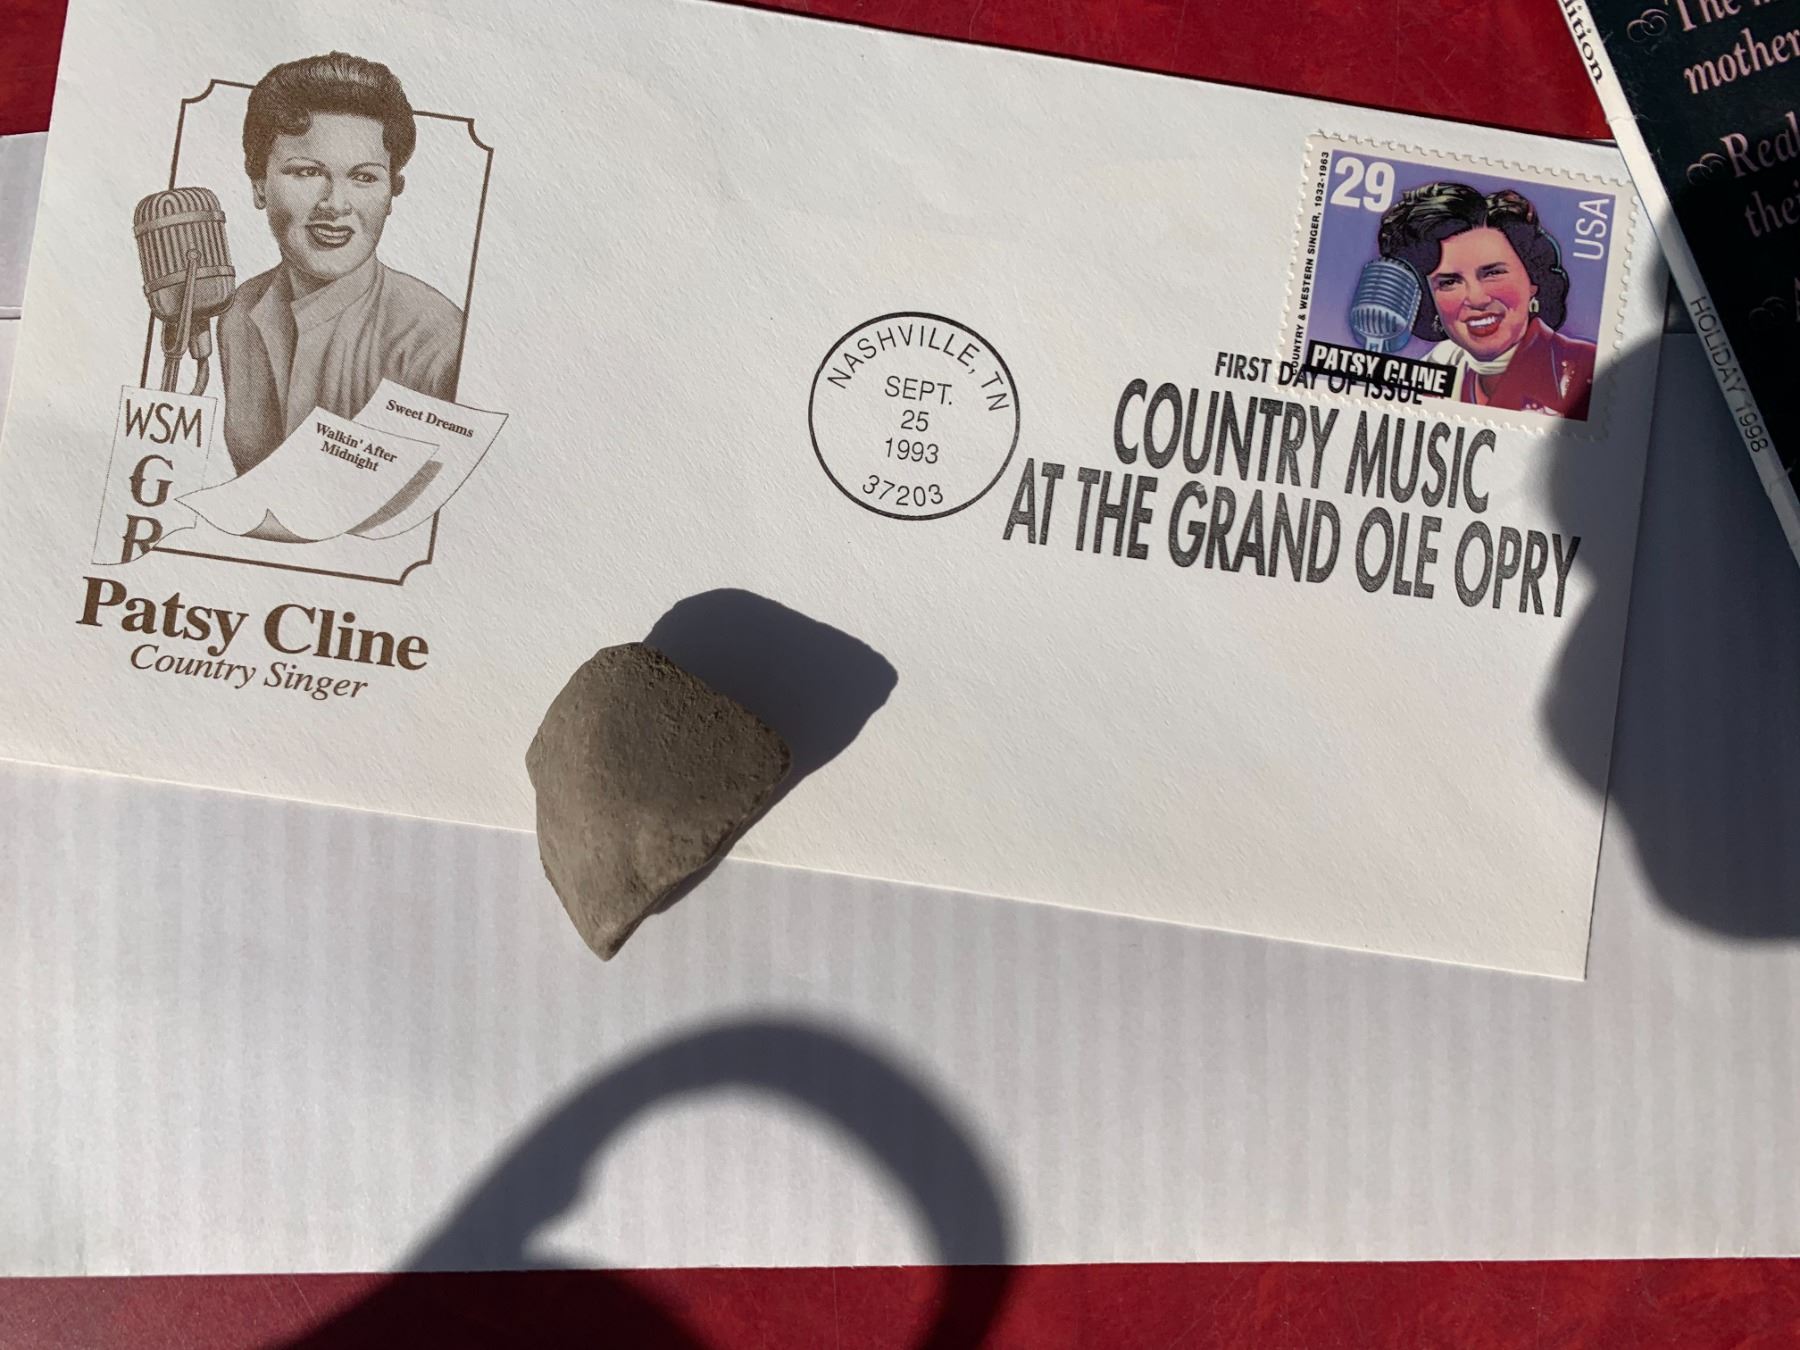 WSM
G
R
Walkin' After
Midnight
Sweet Dreams
Patsy Cline
Country Singer
NASHVILLE, TN
SEPT.
25
1993
37203
29
USA
COUNTRY & WESTERN SINGER, 1932-1963
PATSY CLINE
FIRST DAY OF ISSUE
COUNTRY MUSIC
AT THE GRAND OLE OPRY
The
mother
Real
HOLIDAY 1998